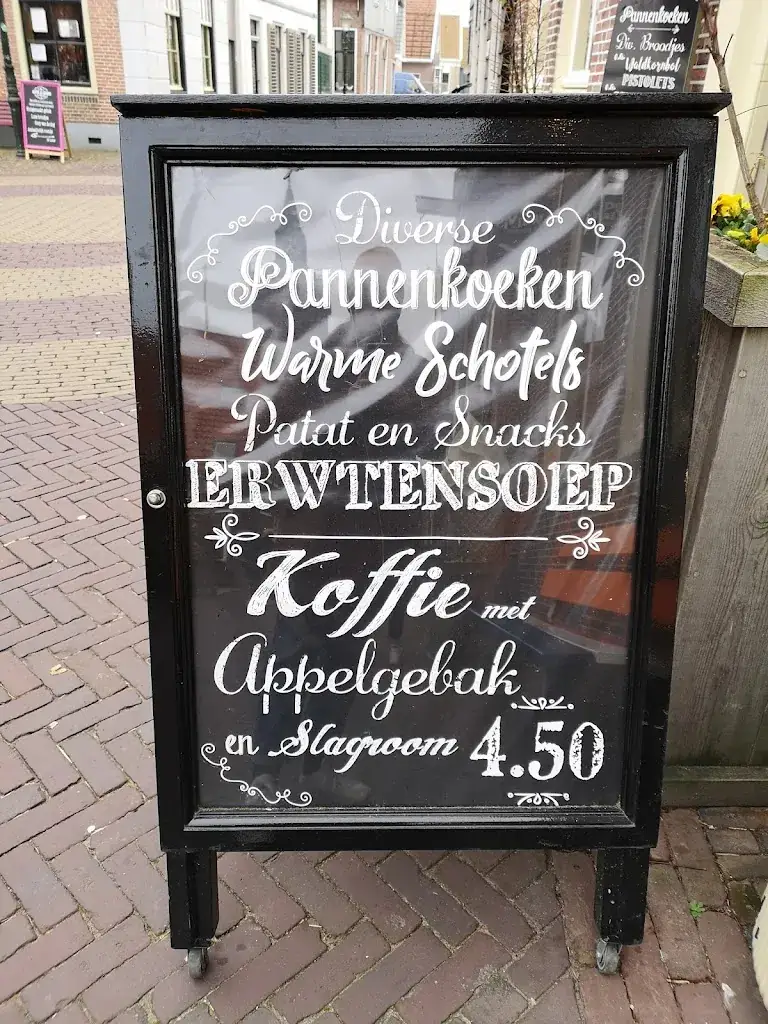 Pannenkoeken
Div. Broodjes
Waldkornbol
PISTOLETS
Diverse
Pannenkoeken
Warme Schotels
Patat en Snacks
ERWTENSOEP
Koffie met
Appelgebak
en Slagroom 4.50